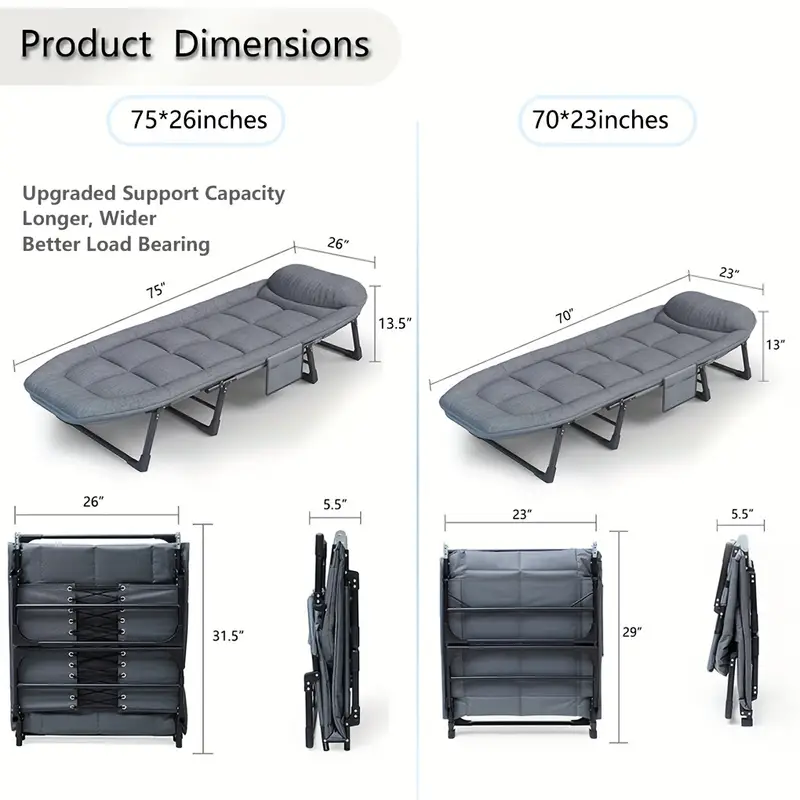 Product Dimensions
75*26inches
70*23inches
Upgraded Support Capacity
Longer, Wider
Better Load Bearing
26”
75”
13.5”
23”
70”
13”
26”
5.5”
31.5”
23”
5.5”
29”